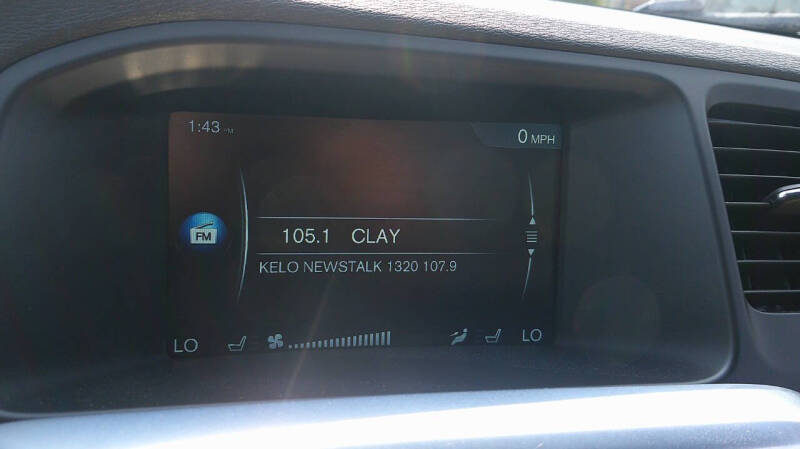 1:43 PM
0 MPH
FM
105.1 CLAY
KELO NEWSTALK 1320 107.9
LO
LO